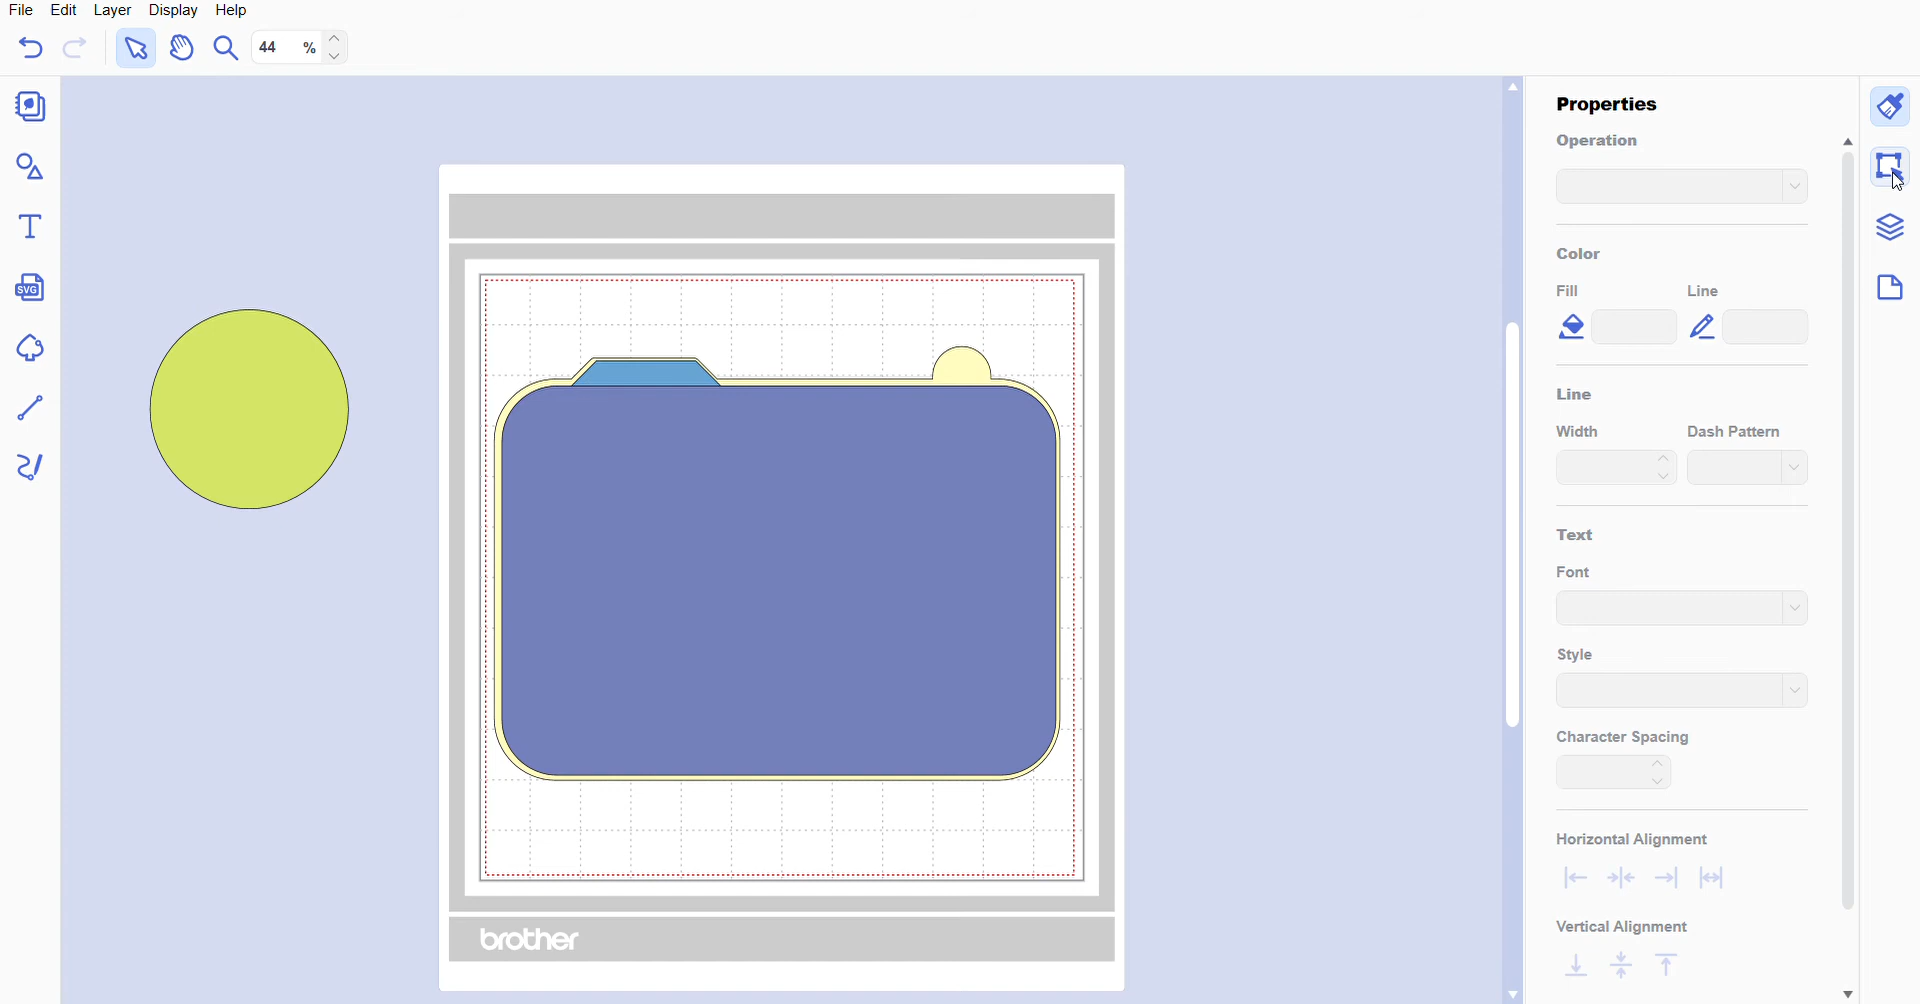 File Edit Layer Display Help
44 %
Properties
Operation
Color
Fill Line
Line
Width Dash Pattern
Text
Font
Style
Character Spacing
Horizontal Alignment
Vertical Alignment
SVG
brother